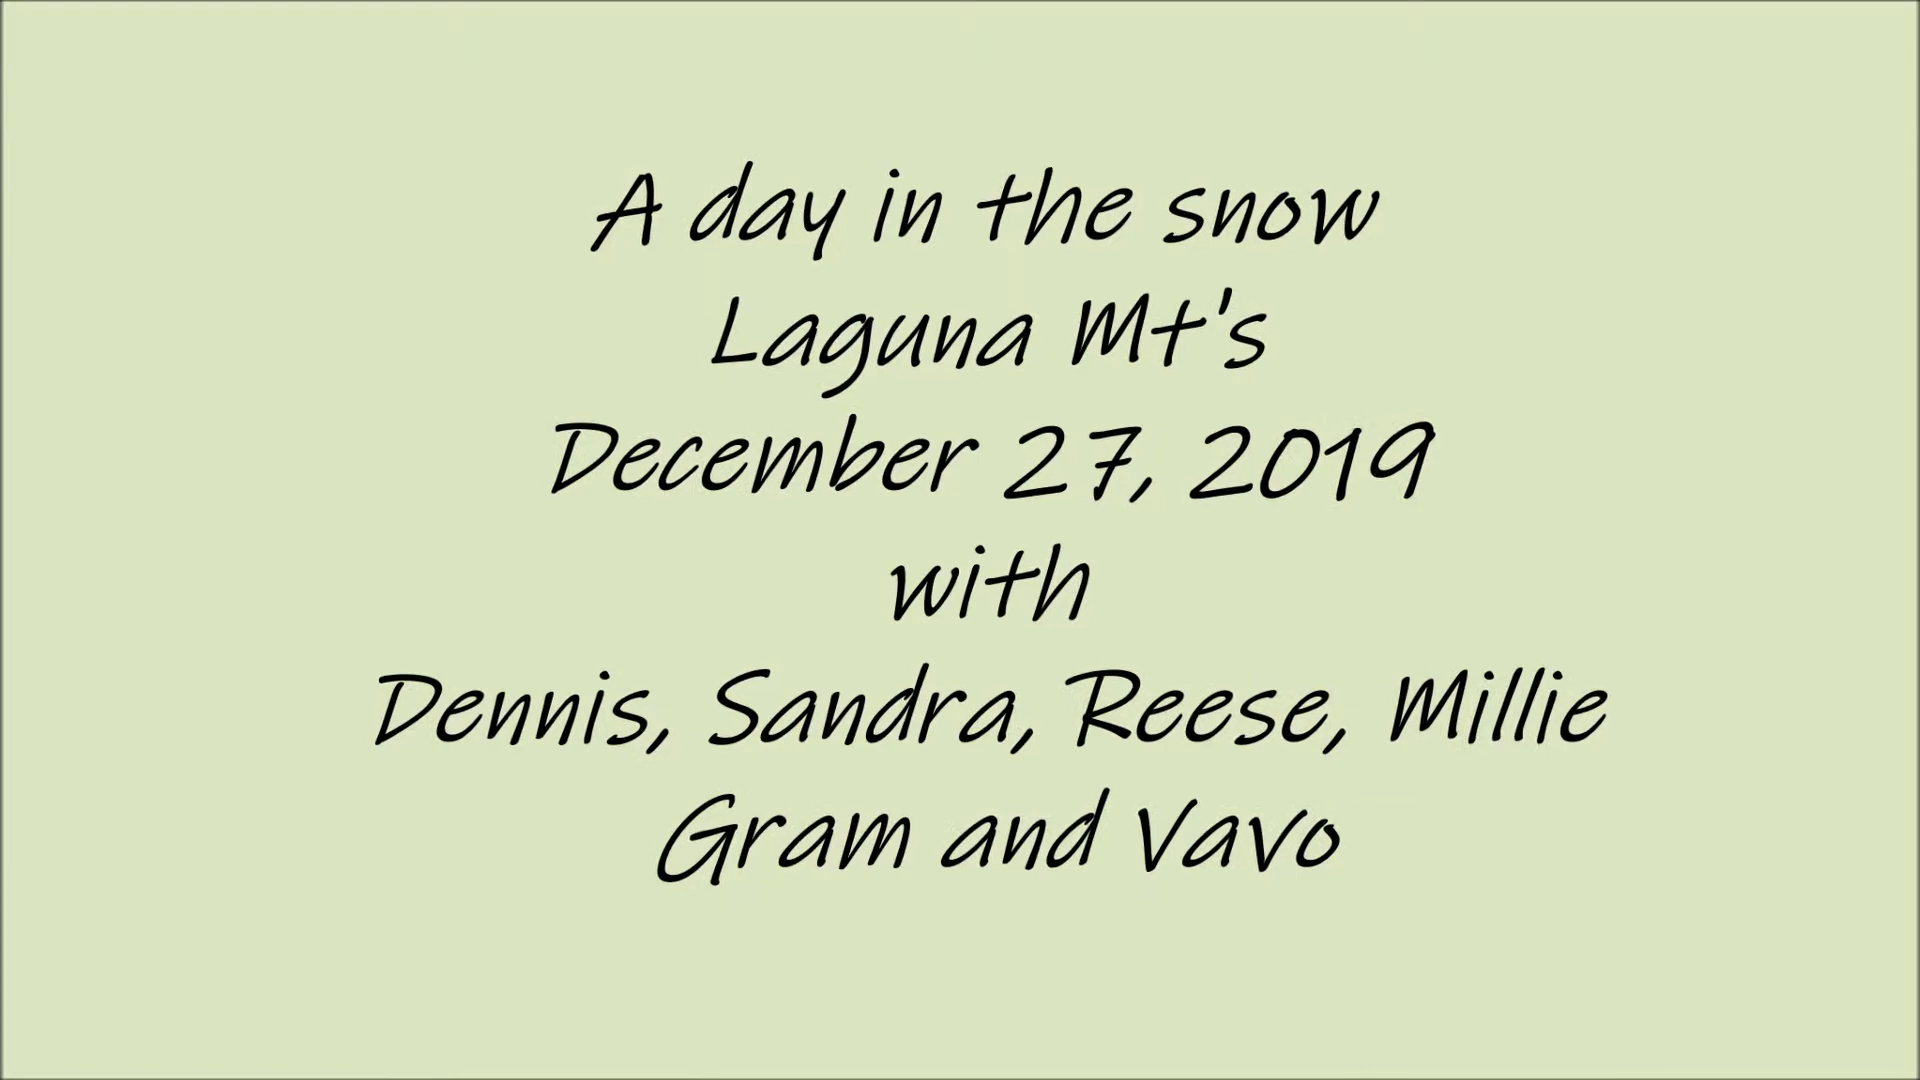 A day in the snow
Laguna Mt's
December 27, 2019
with
Dennis, Sandra, Reese, Millie
Gram and Vavo